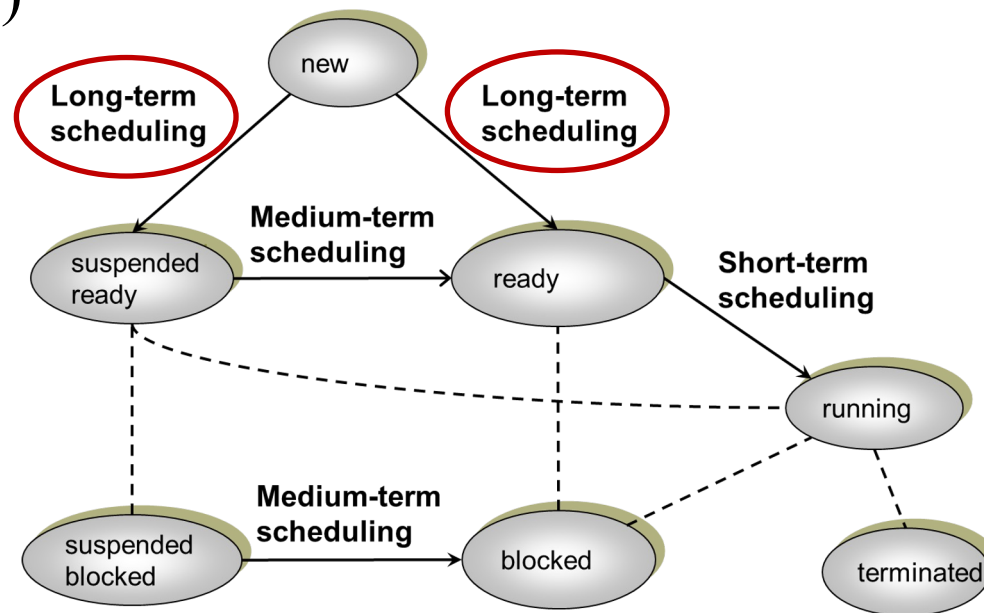 )
new
Long-term
scheduling
Long-term
scheduling
Medium-term
scheduling
suspended
ready
ready
Short-term
scheduling
running
Medium-term
scheduling
suspended
blocked
blocked
terminated